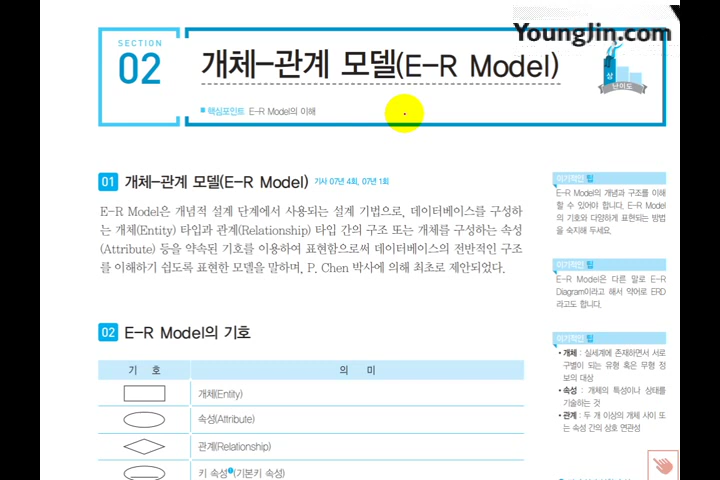 YoungJin.com
SECTION
02
개체-관계 모델(E-R Model)
상
난이도
핵심포인트 E-R Model의 이해
01 개체-관계 모델(E-R Model) 기사 07년 4회, 07년 1회
E-R Model은 개념적 설계 단계에서 사용되는 설계 기법으로, 데이터베이스를 구성하
는 개체(Entity) 타입과 관계(Relationship) 타입 간의 구조 또는 개체를 구성하는 속성
(Attribute) 등을 약속된 기호를 이용하여 표현함으로써 데이터베이스의 전반적인 구조
를 이해하기 쉽도록 표현한 모델을 말하며, P. Chen 박사에 의해 최초로 제안되었다.
02 E-R Model의 기호
기 호 의 미
개체(Entity)
속성(Attribute)
관계(Relationship)
키 속성(기본키 속성)
이기적인 팁
E-R Model의 개념과 구조를 이해
할 수 있어야 합니다. E-R Model
의 기호와 다양하게 표현되는 방법
을 숙지해 두세요.
이기적인 팁
E-R Model은 다른 말로 E-R
Diagram이라고 해서 약어로 ERD
라고도 합니다.
이기적인 팁
• 개체 : 실세계에 존재하면서 서로
구별이 되는 유형 혹은 무형 정
보의 대상
• 속성 : 개체의 특성이나 상태를
기술하는 것
• 관계 : 두 개 이상의 개체 사이 또
는 속성 간의 상호 연관성